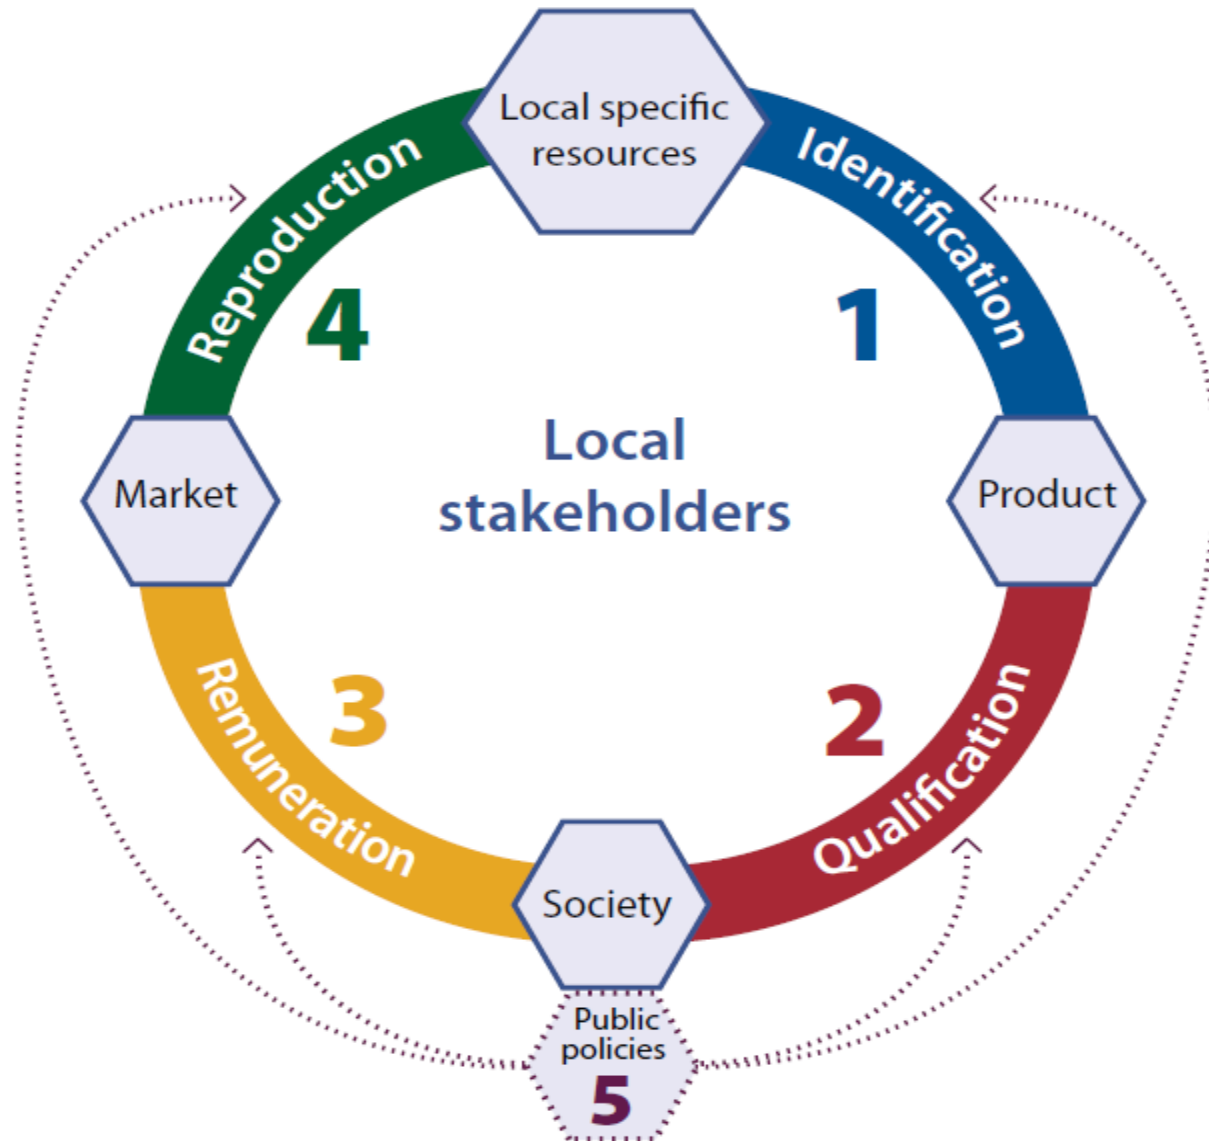 Local specific
resources
Identification
1
Product
Qualification
2
Society
Remuneration
3
Market
Reproduction
4
Local
stakeholders
Public
policies
5